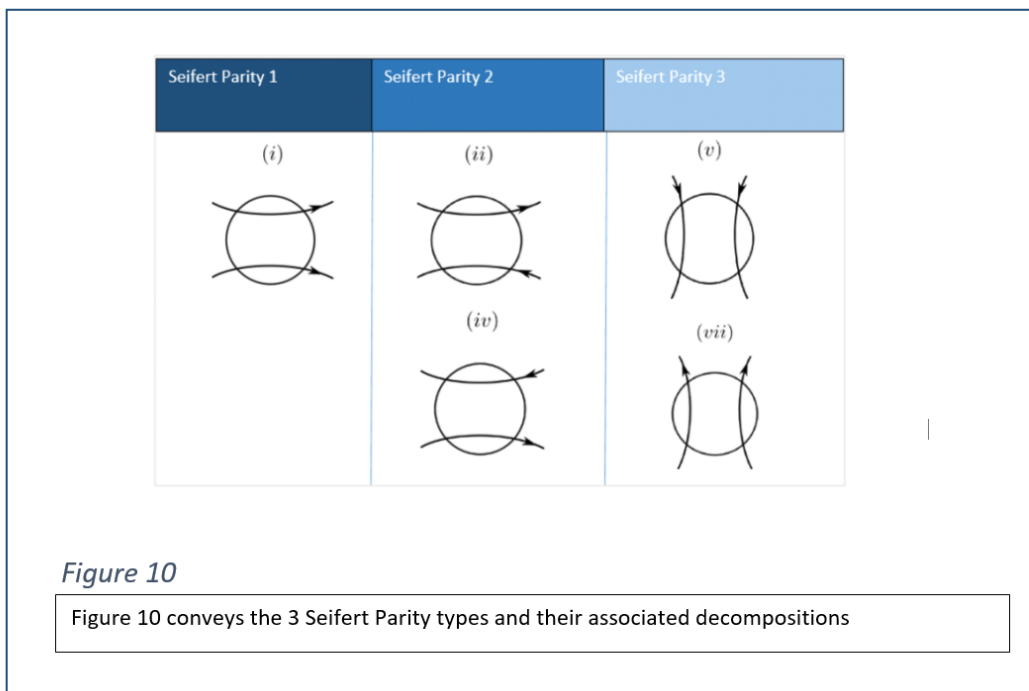 Seifert Parity 1
Seifert Parity 2
Seifert Parity 3
(i)
(ii)
(v)
(iv)
(vii)
Figure 10
Figure 10 conveys the 3 Seifert Parity types and their associated decompositions